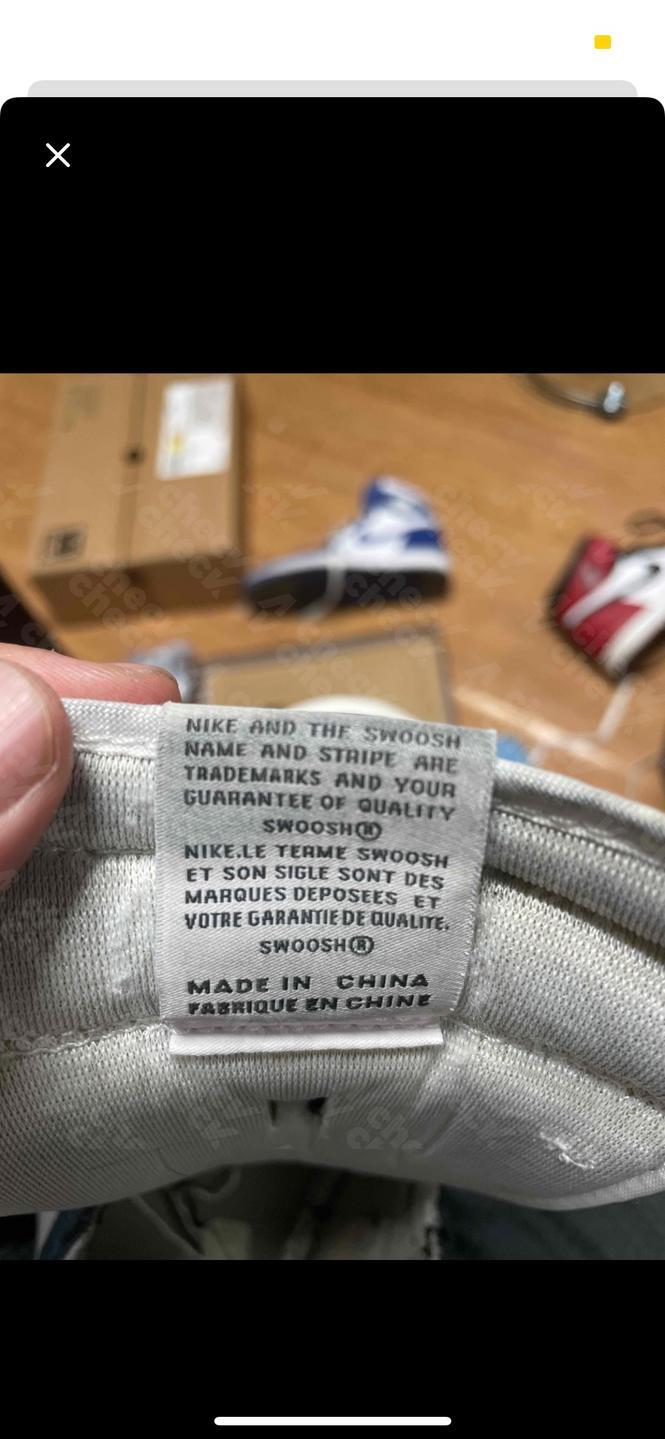 NIKE AND THE SWOOSH
NAME AND STRIPE ARE
TRADEMARKS AND YOUR
GUARANTEE OF QUALITY
SWOOSH®
NIKE.LE TERME SWOOSH
ET SON SIGLE SONT DES
MARQUES DEPOSEES ET
VOTRE GARANTIE DE QUALITE.
SWOOSH®
MADE IN CHINA
FABRIQUE EN CHINE